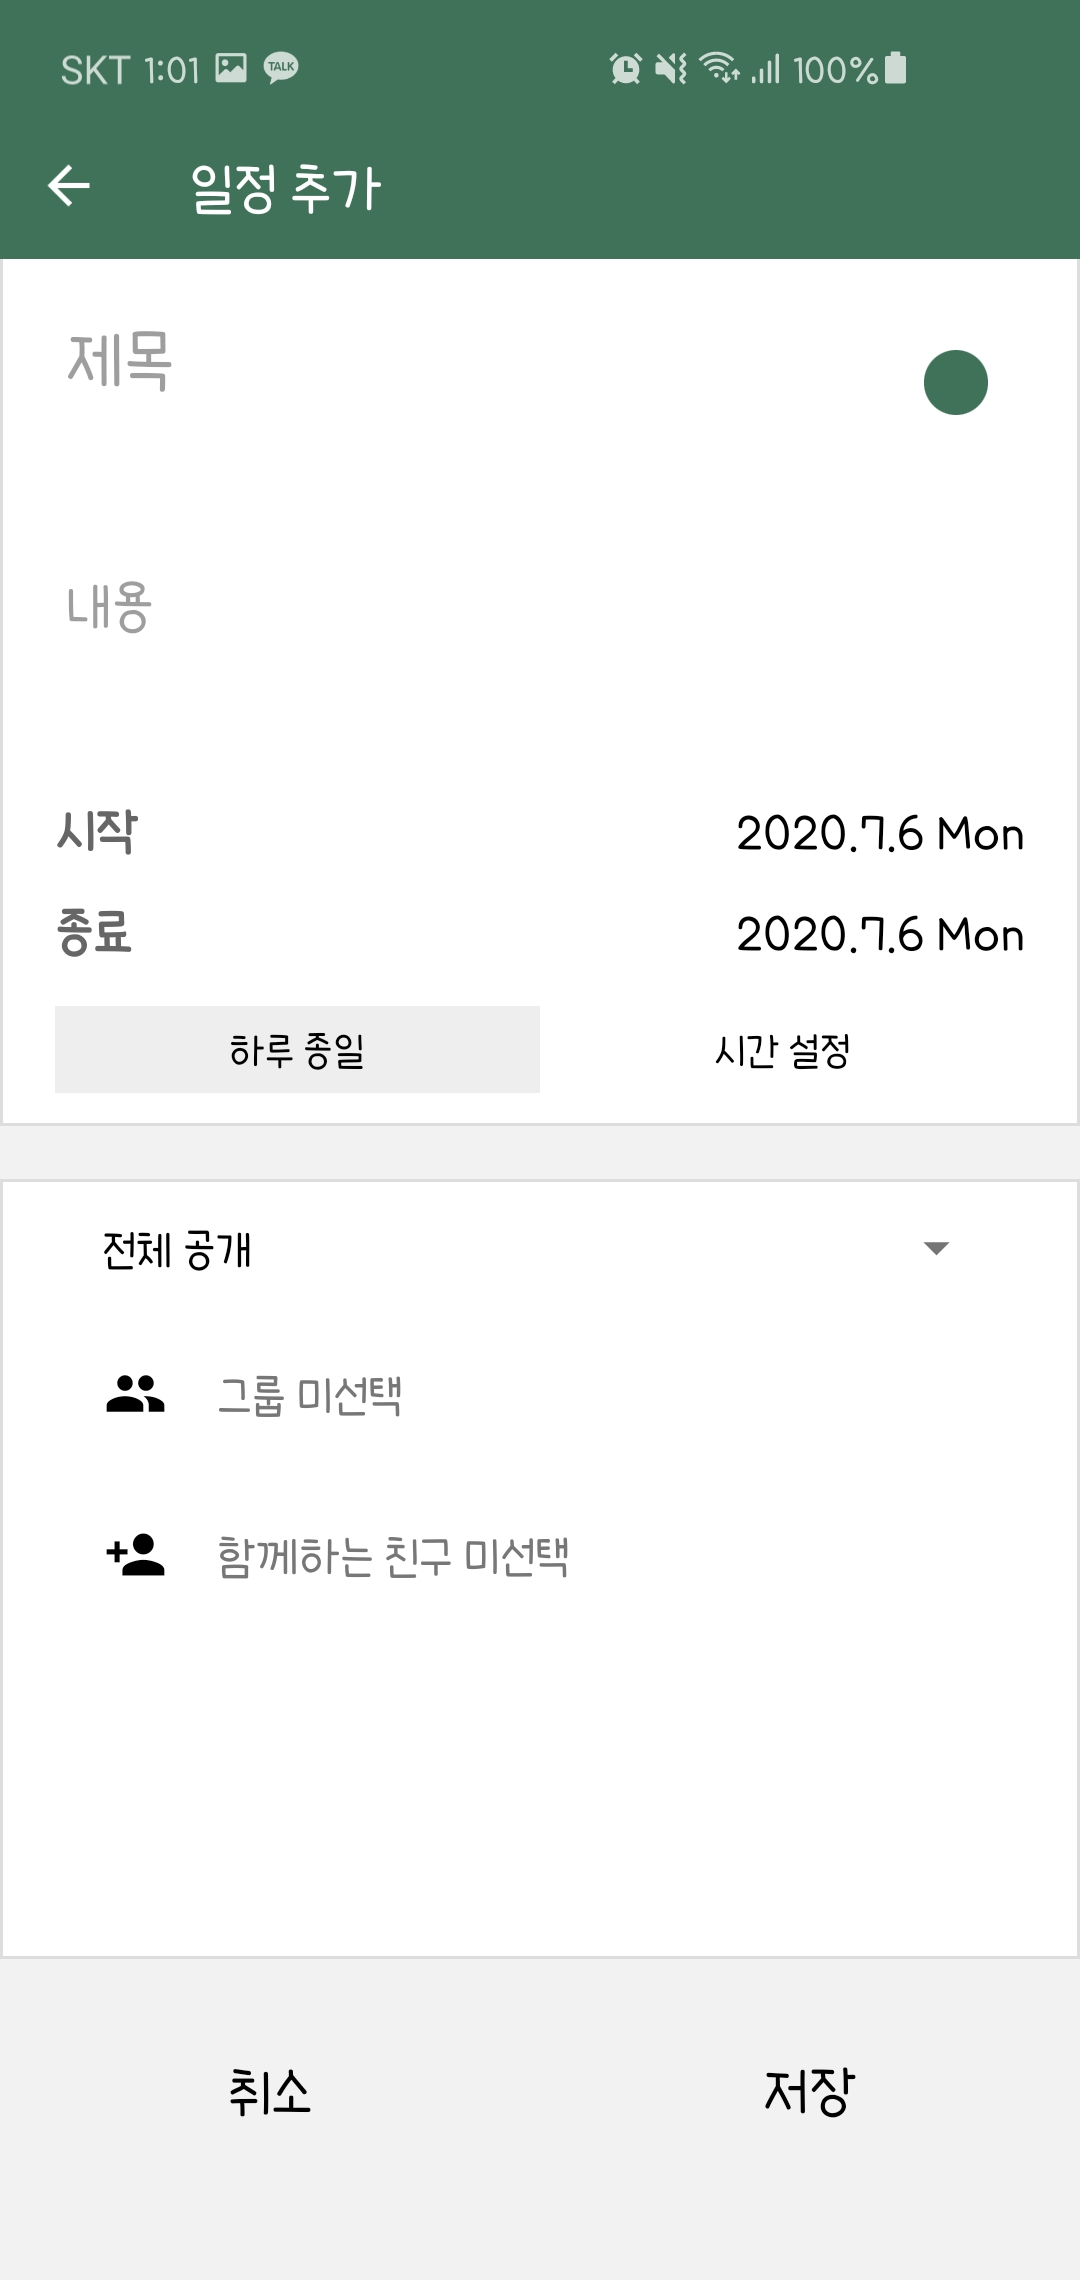 SKT 1:01 TALK 100%
일정 추가
제목
내용
시작 2020.7.6 Mon
종료 2020.7.6 Mon
하루 종일 시간 설정
전체 공개
그룹 미선택
함께하는 친구 미선택
취소 저장